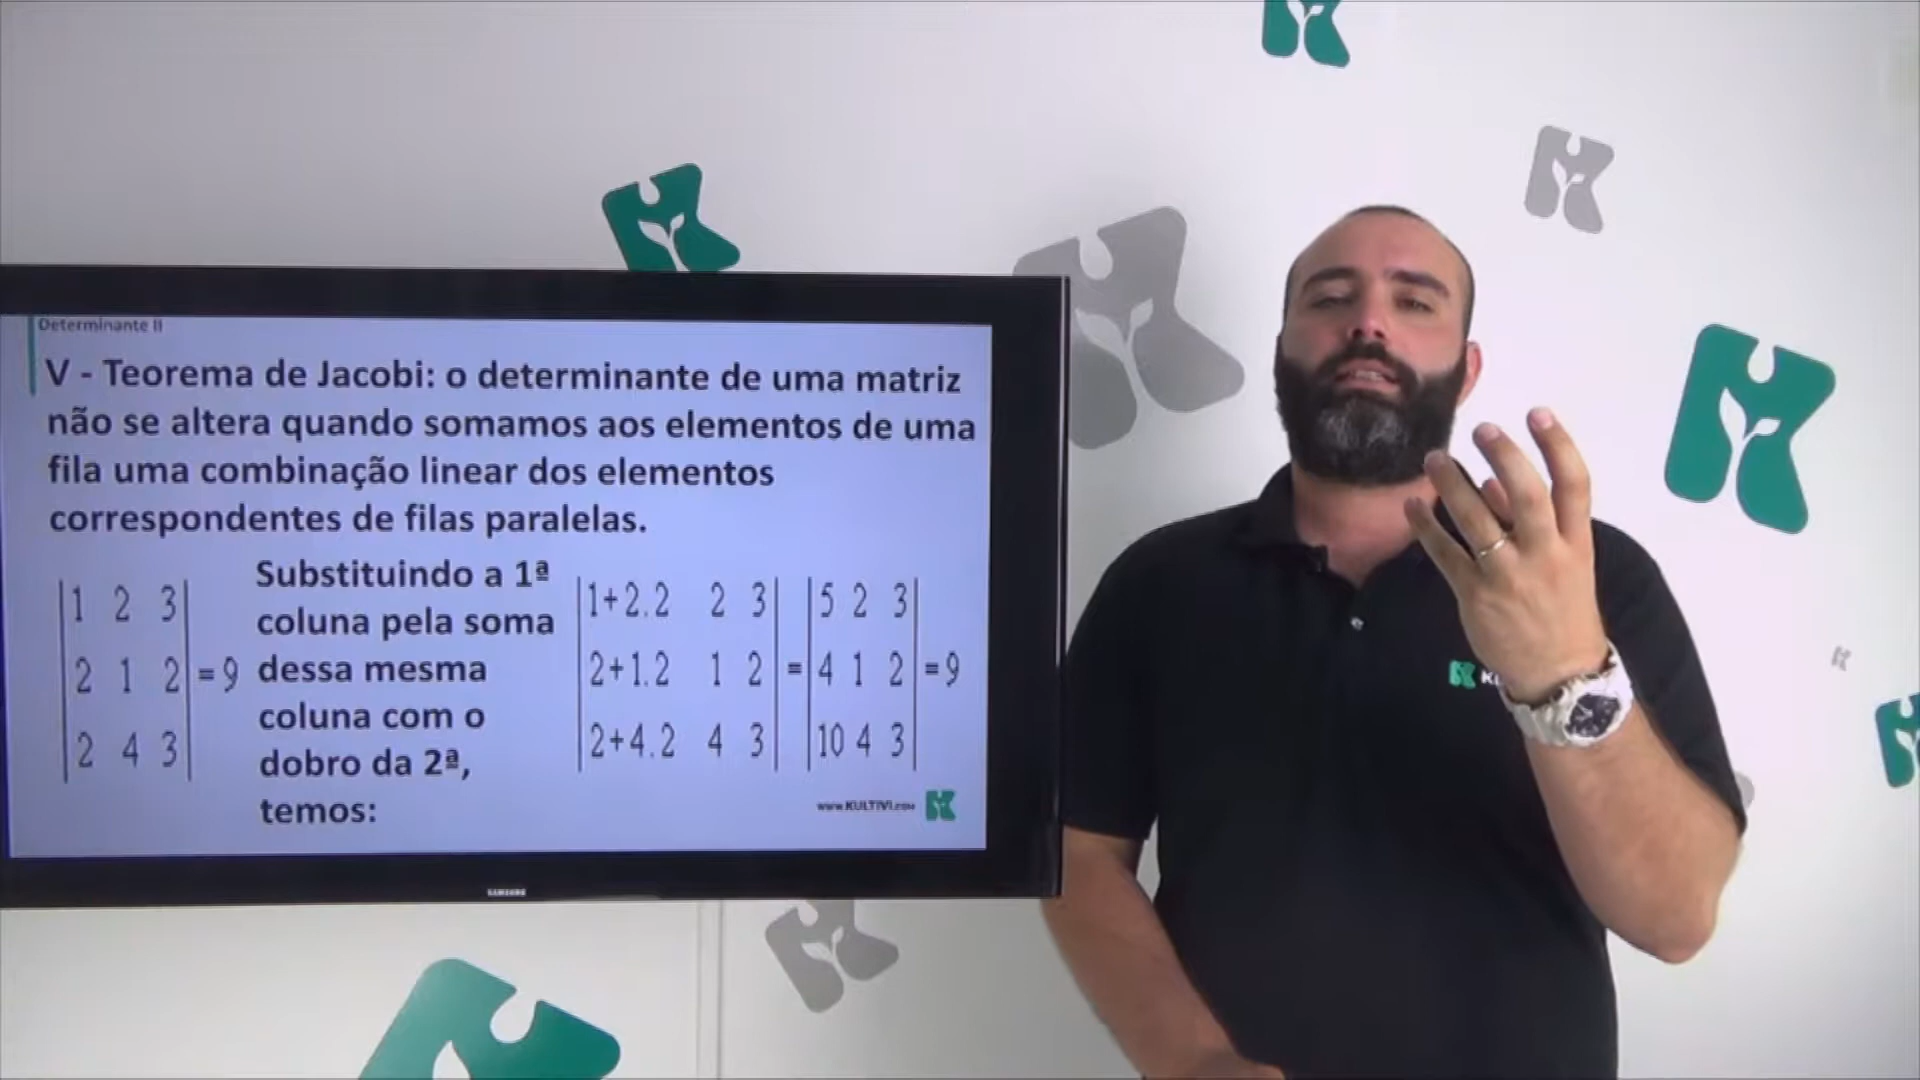 Determinante II
V - Teorema de Jacobi: o determinante de uma matriz
não se altera quando somamos aos elementos de uma
fila uma combinação linear dos elementos
correspondentes de filas paralelas.
|1 2 3|
|2 1 2| = 9
|2 4 3|
Substituindo a 1ª
coluna pela soma
dessa mesma
coluna com o
dobro da 2ª,
temos:
|1+2.2 2 3| |5 2 3|
|2+1.2 1 2| = |4 1 2| = 9
|2+4.2 4 3| |10 4 3|
www.KULTIVI.com
SAMSUNG